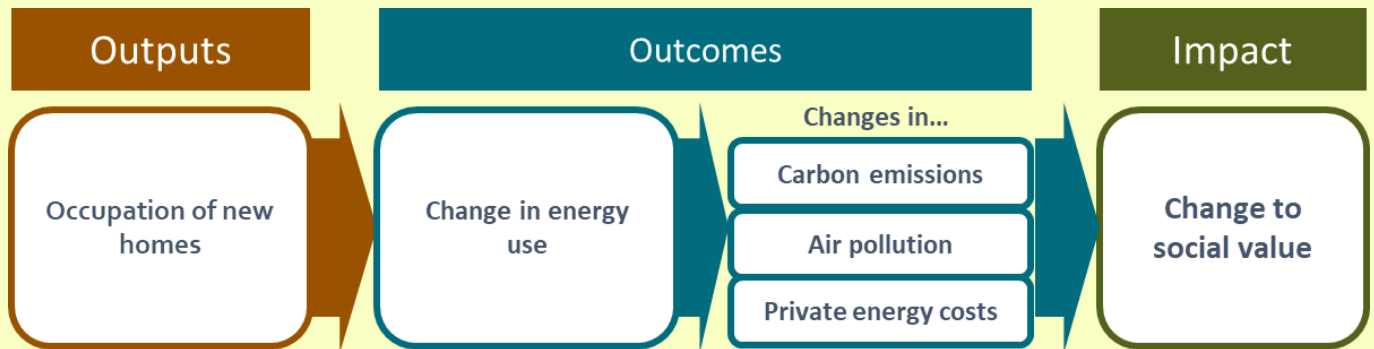 Outputs
Outcomes
Impact
Occupation of new
homes
Change in energy
use
Changes in...
Carbon emissions
Air pollution
Private energy costs
Change to
social value